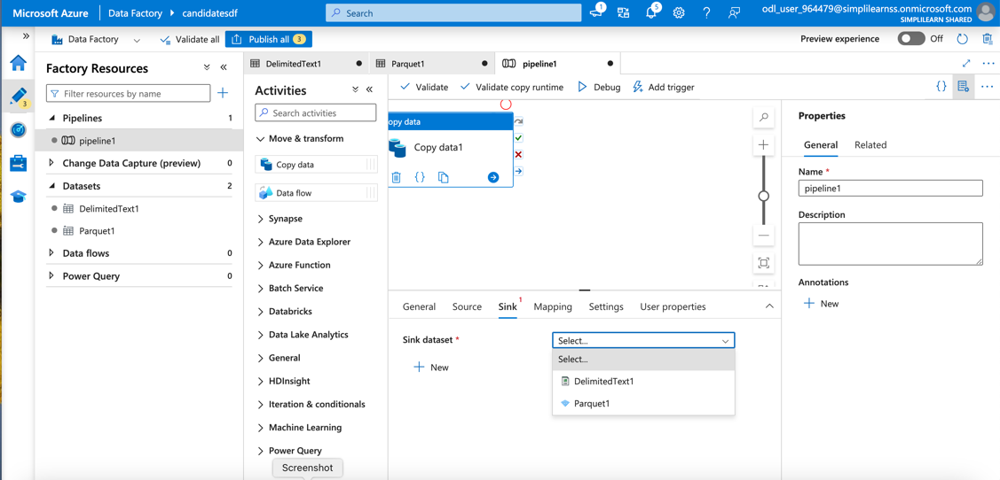 Microsoft Azure
Data Factory
candidatesdf
Search
1
5
odl_user_964479@simplilearnss.onmicrosoft.com
SIMPLILEARN SHARED
Data Factory
Validate all
Publish all
3
Preview experience
Off
Factory Resources
Filter resources by name
3
Pipelines
1
pipeline1
Change Data Capture (preview)
0
Datasets
2
DelimitedText1
Parquet1
Data flows
0
Power Query
0
DelimitedText1
Parquet1
pipeline1
Activities
Search activities
Move & transform
Copy data
Data flow
Synapse
Azure Data Explorer
Azure Function
Batch Service
Databricks
Data Lake Analytics
General
HDInsight
Iteration & conditionals
Machine Learning
Power Query
Screenshot
Validate
Validate copy runtime
Debug
Add trigger
opy data
Copy data1
General
Source
Sink
1
Mapping
Settings
User properties
Sink dataset *
Select...
New
Select...
DelimitedText1
Parquet1
Properties
General
Related
Name *
pipeline1
Description
Annotations
New